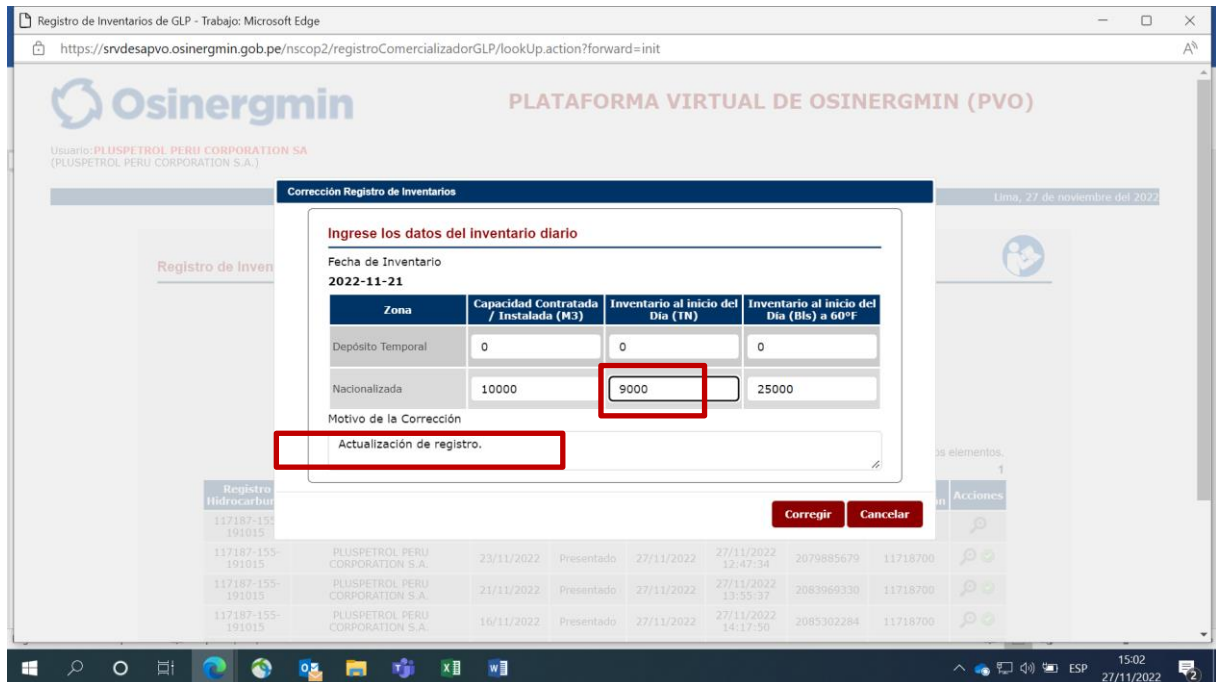 Registro de Inventarios de GLP - Trabajo: Microsoft Edge
https://srvdesapvo.osinergmin.gob.pe/nscop2/registroComercializadorGLP/lookUp.action?forward=init
Osinergmin
PLATAFORMA VIRTUAL DE OSINERGMIN (PVO)
Usuario:PLUSPETROL PERU CORPORATION SA
(PLUSPETROL PERU CORPORATION S.A.)
Lima, 27 de noviembre del 2022
Corrección Registro de Inventarios
Registro de Inven
Ingrese los datos del inventario diario
Fecha de Inventario
2022-11-21
Zona Capacidad Contratada / Instalada (M3) Inventario al inicio del Día (TN) Inventario al inicio del Día (Bls) a 60ºF
Depósito Temporal 0 0 0
Nacionalizada 10000 9000 25000
Motivo de la Corrección
Actualización de registro.
os elementos.
1
Corregir Cancelar
Registro
Hidrocarbur
Acciones
117187-155
191015
117187-155-191015 PLUSPETROL PERU CORPORATION S.A. 23/11/2022 Presentado 27/11/2022 27/11/2022 12:47:34 2079885679 11718700
117187-155-191015 PLUSPETROL PERU CORPORATION S.A. 21/11/2022 Presentado 27/11/2022 27/11/2022 13:55:37 2083969330 11718700
117187-155-191015 PLUSPETROL PERU CORPORATION S.A. 16/11/2022 Presentado 27/11/2022 27/11/2022 14:17:50 2085302284 11718700
ESP
15:02
27/11/2022